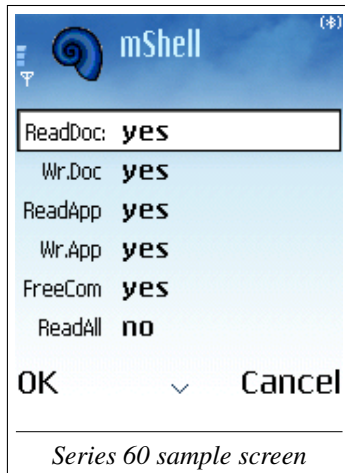 mShell
ReadDoc: yes
Wr.Doc yes
ReadApp yes
Wr.App yes
FreeCom yes
ReadAll no
OK Cancel
Series 60 sample screen